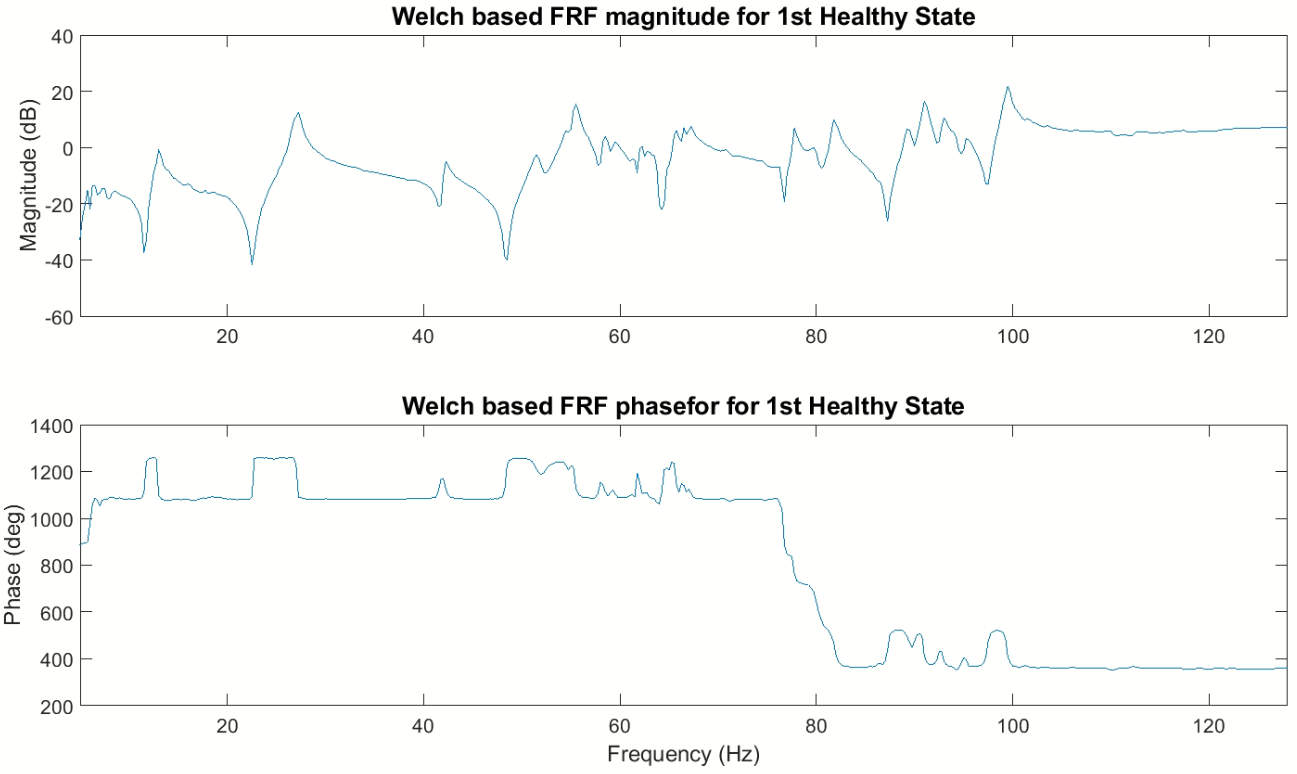 Welch based FRF magnitude for 1st Healthy State
40
20
0
-20
-40
-60
Magnitude (dB)
20 40 60 80 100 120
Welch based FRF phasefor for 1st Healthy State
1400
1200
1000
800
600
400
200
Phase (deg)
20 40 60 80 100 120
Frequency (Hz)